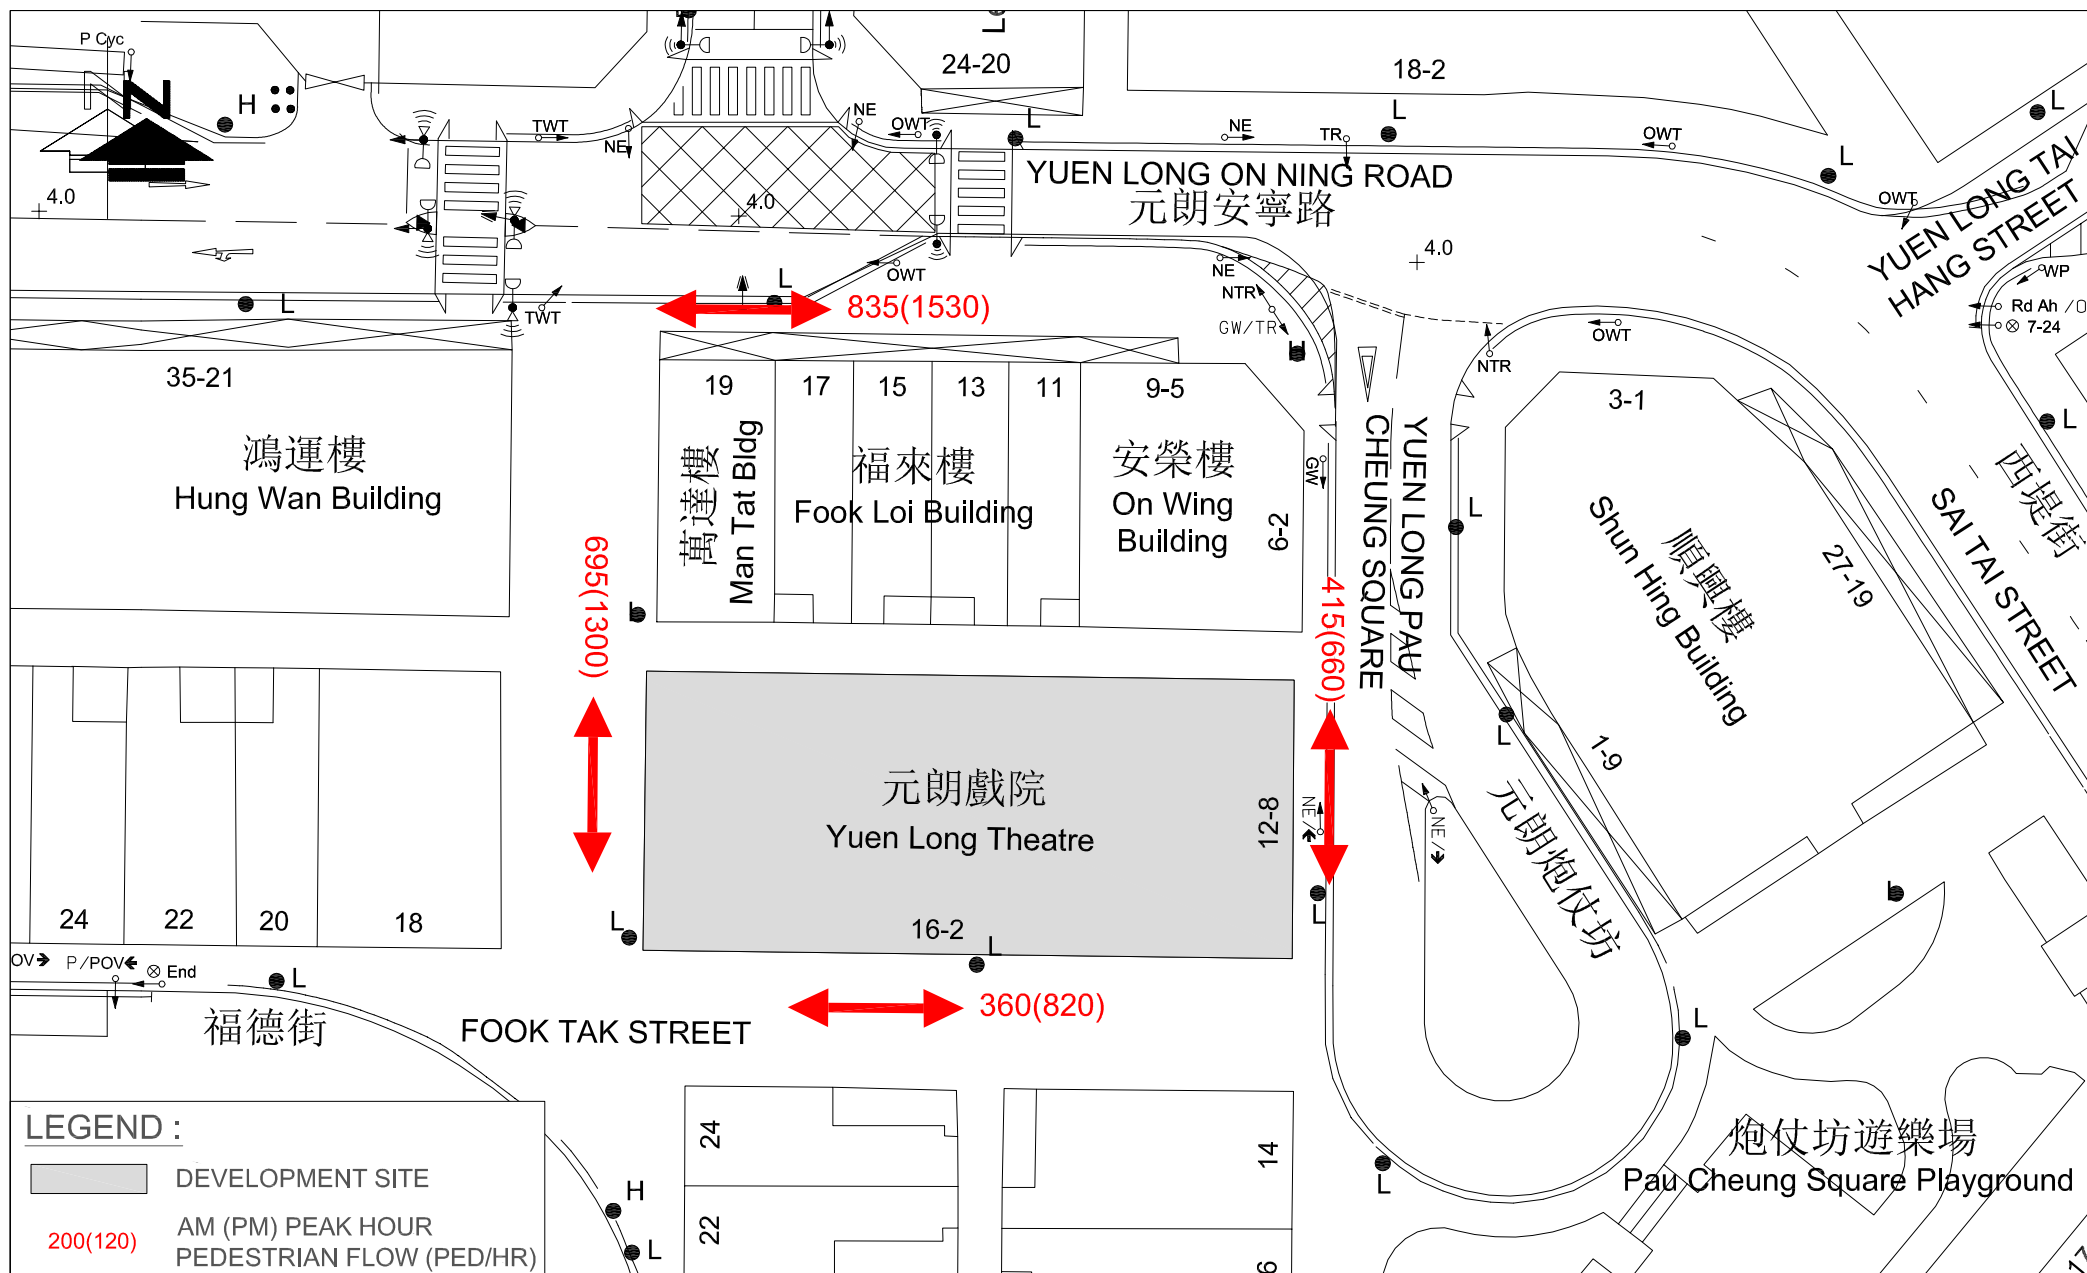 P Cyc
N
H
4.0
24-20
18-2
L
L
L
NE
OWT
TWT
NE
NE
TR
OWT
L
OWT
YUEN LONG ON NING ROAD
元朗安寧路
4.0
4.0
YUEN LONG TAI
HANG STREET
WP
Rd Ah /O
7-24
L
L
TWT
L
OWT
NE
NTR
GW/TR
H
835(1530)
OWT
NTR
35-21
鴻運樓
Hung Wan Building
19
17
15
13
11
9-5
萬達樓
Man Tat Bldg
福來樓
Fook Loi Building
安榮樓
On Wing
Building
6-2
GW
YUEN LONG PAU
CHEUNG SQUARE
L
3-1
順興樓
Shun Hing Building
27-19
1-9
西堤街
SAI TAI STREET
695(1300)
L
415(660)
L
元朗戲院
Yuen Long Theatre
12-8
16-2
NE/
NE/
元朗炮仗坊
L
24
22
20
18
L
L
L
OV
P/POV
End
L
福德街
FOOK TAK STREET
360(820)
L
24
22
14
6
L
炮仗坊遊樂場
Pau Cheung Square Playground
17
H
L
LEGEND :
DEVELOPMENT SITE
200(120)
AM (PM) PEAK HOUR
PEDESTRIAN FLOW (PED/HR)